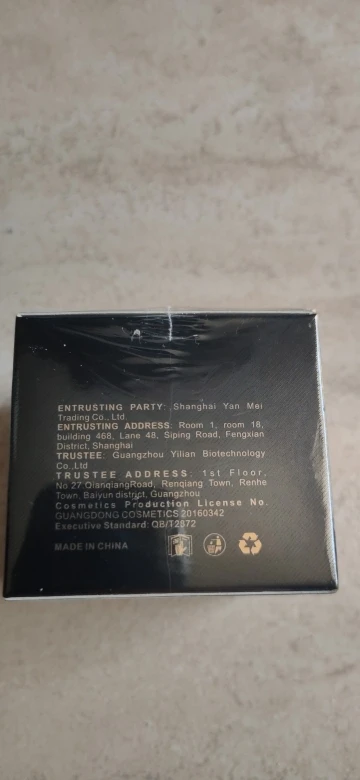 ENTRUSTING PARTY: Shanghai Yan Mei
Trading Co., Ltd
ENTRUSTING ADDRESS: Room 1, room 18,
building 468, Lane 48, Siping Road, Fengxian
District, Shanghai
TRUSTEE: Guangzhou Yilian Biotechnology
Co.,Ltd
TRUSTEE ADDRESS: 1st Floor,
No.27.QianqiangRoad, Renqiang Town, Renhe
Town, Baiyun district, Guangzhou
Cosmetics Production License No.
GUANGDONG COSMETICS 20160342
Executive Standard: QB/T2872
MADE IN CHINA